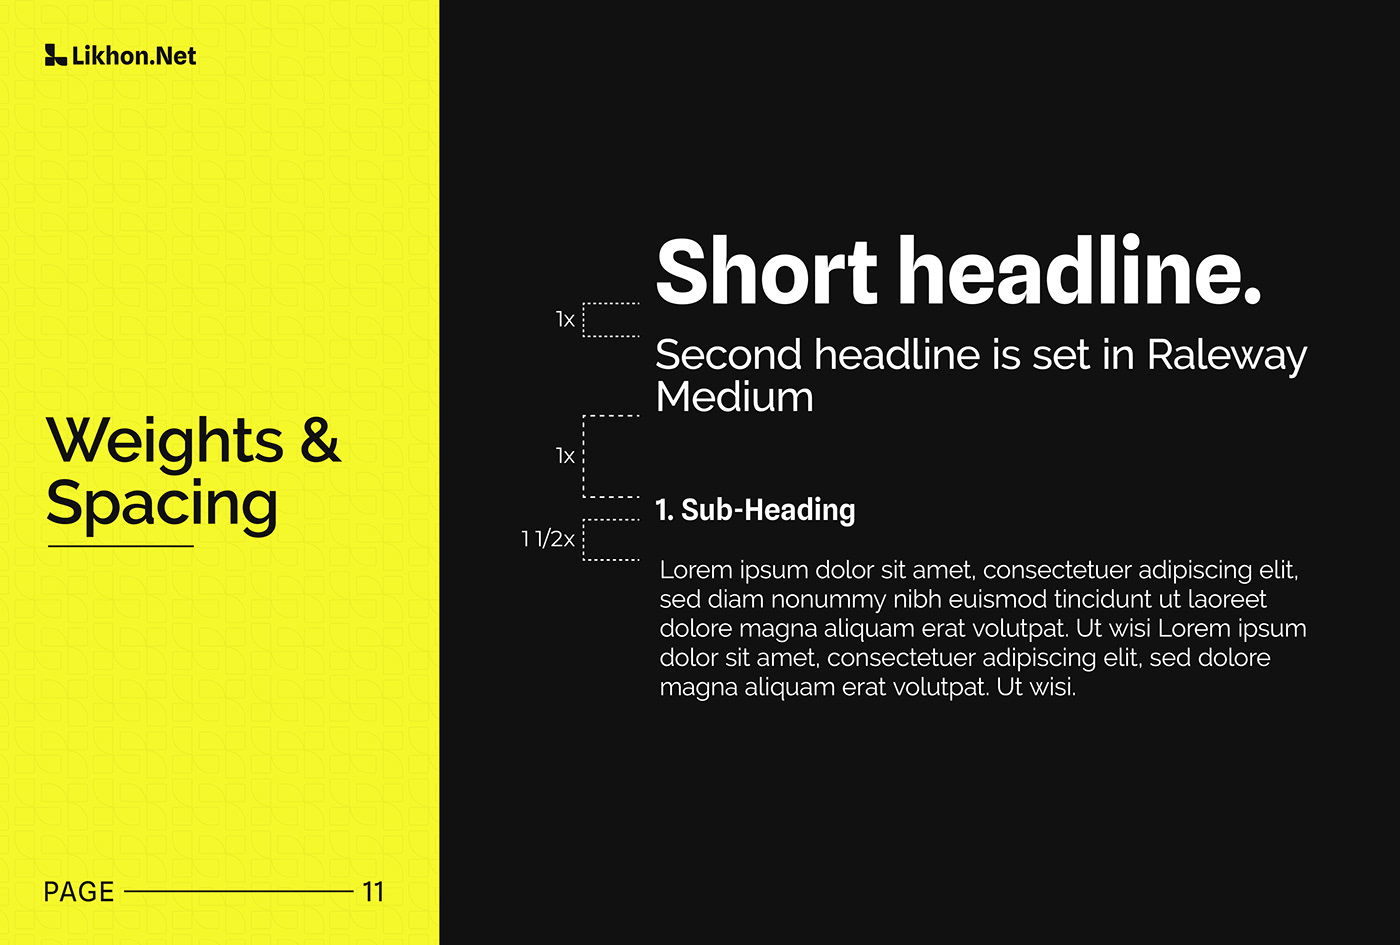 Likhon.Net
Weights &
Spacing
PAGE 11
Short headline.
1x
Second headline is set in Raleway
Medium
1x
1. Sub-Heading
1 1/2x
Lorem ipsum dolor sit amet, consectetuer adipiscing elit,
sed diam nonummy nibh euismod tincidunt ut laoreet
dolore magna aliquam erat volutpat. Ut wisi Lorem ipsum
dolor sit amet, consectetuer adipiscing elit, sed dolore
magna aliquam erat volutpat. Ut wisi.